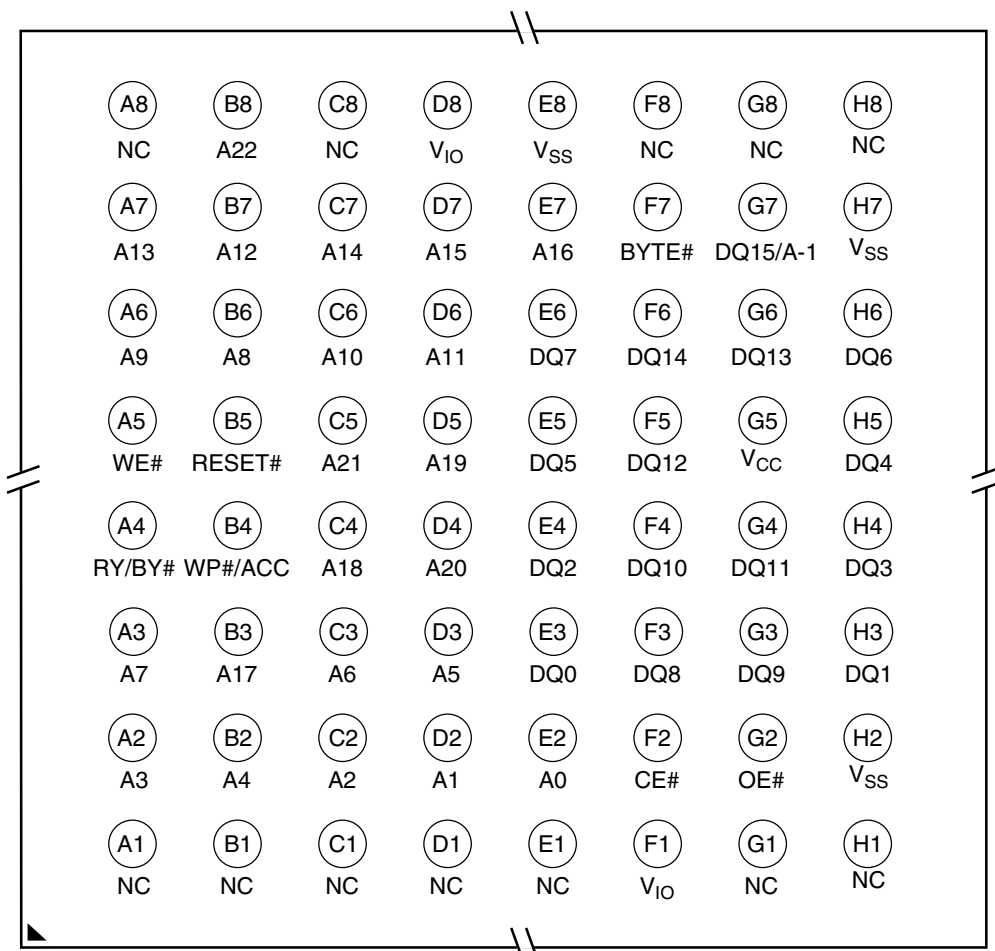 A8 B8 C8 D8 E8 F8 G8 H8
NC A22 NC VIO VSS NC NC NC
A7 B7 C7 D7 E7 F7 G7 H7
A13 A12 A14 A15 A16 BYTE# DQ15/A-1 VSS
A6 B6 C6 D6 E6 F6 G6 H6
A9 A8 A10 A11 DQ7 DQ14 DQ13 DQ6
A5 B5 C5 D5 E5 F5 G5 H5
WE# RESET# A21 A19 DQ5 DQ12 VCC DQ4
A4 B4 C4 D4 E4 F4 G4 H4
RY/BY# WP#/ACC A18 A20 DQ2 DQ10 DQ11 DQ3
A3 B3 C3 D3 E3 F3 G3 H3
A7 A17 A6 A5 DQ0 DQ8 DQ9 DQ1
A2 B2 C2 D2 E2 F2 G2 H2
A3 A4 A2 A1 A0 CE# OE# VSS
A1 B1 C1 D1 E1 F1 G1 H1
NC NC NC NC NC VIO NC NC